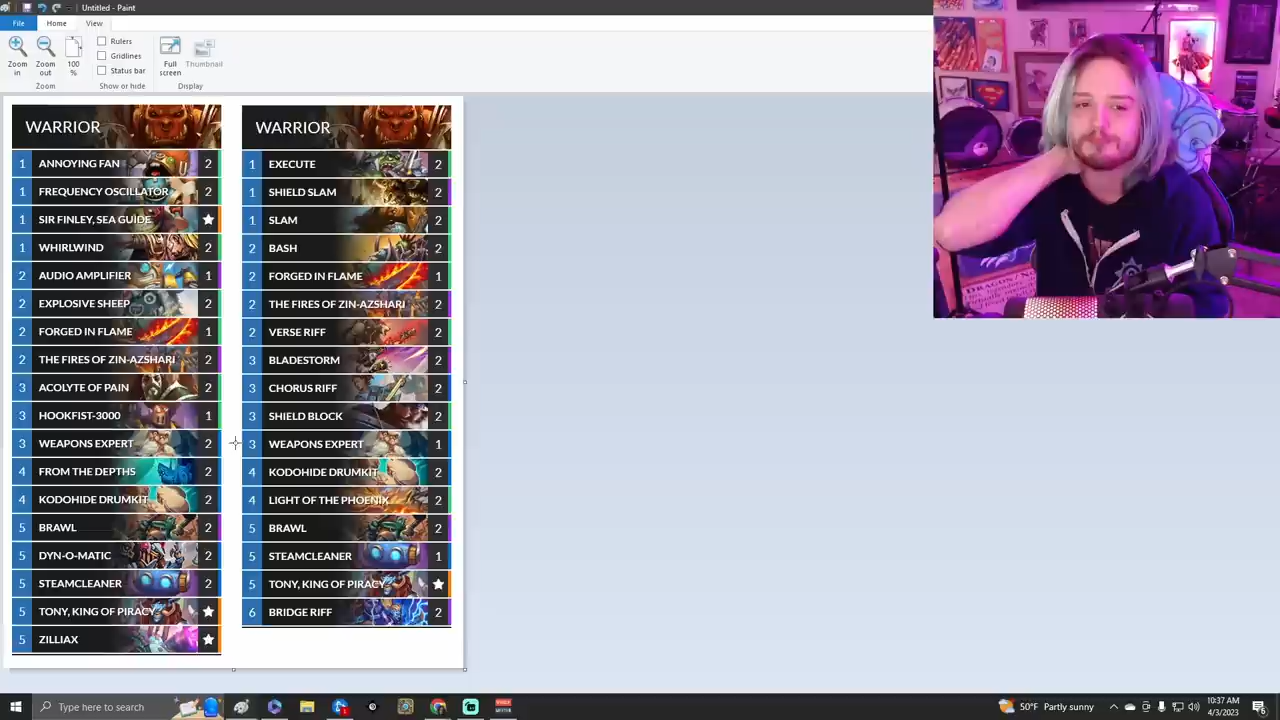 Untitled - Paint
File Home View
Zoom in
Zoom out
100 %
Rulers
Gridlines
Status bar
Full screen
Thumbnail
Zoom
Show or hide
Display
WARRIOR
1 ANNOYING FAN 2
1 FREQUENCY OSCILLATOR 2
1 SIR FINLEY, SEA GUIDE
1 WHIRLWIND 2
2 AUDIO AMPLIFIER 1
2 EXPLOSIVE SHEEP 2
2 FORGED IN FLAME 1
2 THE FIRES OF ZIN-AZSHARI 2
3 ACOLYTE OF PAIN 2
3 HOOKFIST-3000 1
3 WEAPONS EXPERT 2
4 FROM THE DEPTHS 2
4 KODOHIDE DRUMKIT 2
5 BRAWL 2
5 DYN-O-MATIC 2
5 STEAMCLEANER 2
5 TONY, KING OF PIRACY
5 ZILLIAX
WARRIOR
1 EXECUTE 2
1 SHIELD SLAM 2
1 SLAM 2
2 BASH 2
2 FORGED IN FLAME 1
2 THE FIRES OF ZIN-AZSHARI 2
2 VERSE RIFF 2
3 BLADESTORM 2
3 CHORUS RIFF 2
3 SHIELD BLOCK 2
3 WEAPONS EXPERT 1
4 KODOHIDE DRUMKIT 2
4 LIGHT OF THE PHOENIX 2
5 BRAWL 2
5 STEAMCLEANER 1
5 TONY, KING OF PIRACY
6 BRIDGE RIFF 2
Type here to search
50°F Partly sunny
10:37 AM
4/3/2023